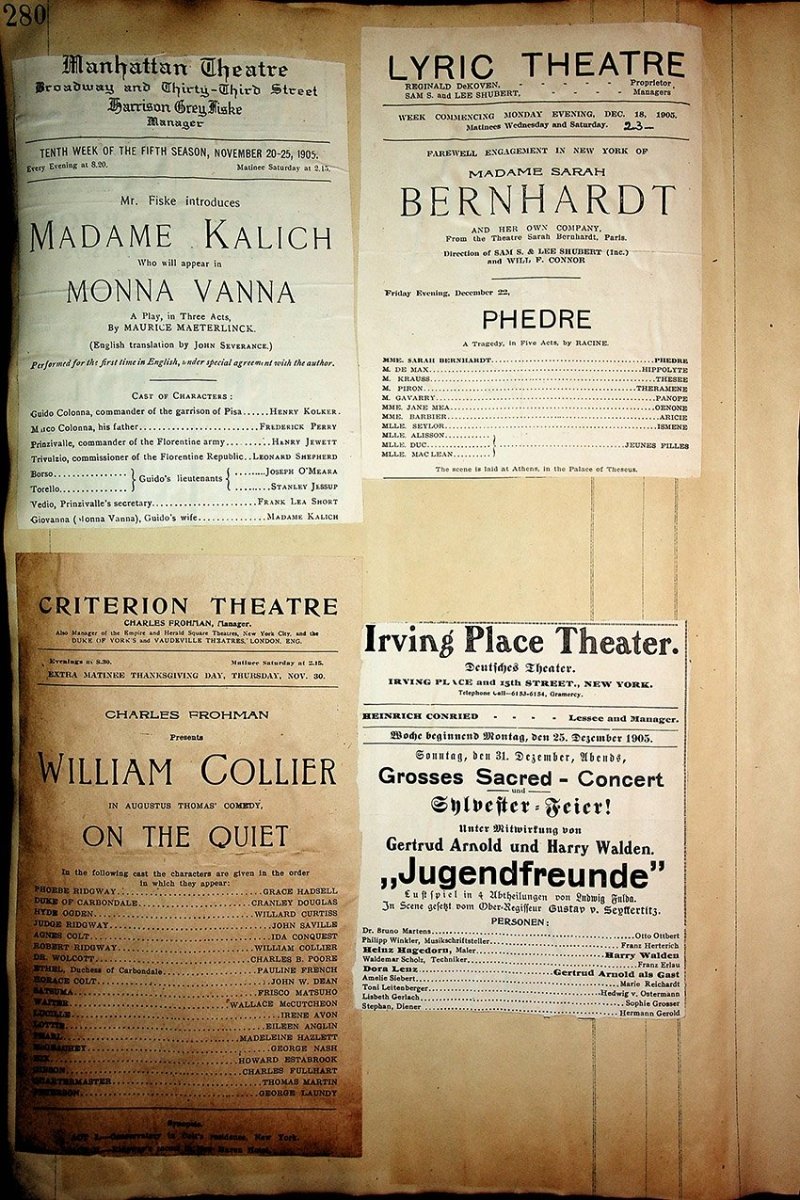 280
Manhattan Theatre
Broadway and Thirty-Third Street
Harrison Grey Fiske
Manager
TENTH WEEK OF THE FIFTH SEASON, NOVEMBER 20-25, 1905.
Every Evening at 8.20. Matinee Saturday at 2.15.
Mr. Fiske introduces
MADAME KALICH
Who will appear in
MONNA VANNA
A Play, in Three Acts,
By MAURICE MAETERLINCK.
(English translation by JOHN SEVERANCE.)
Performed for the first time in English, under special agreement with the author.
CAST OF CHARACTERS:
Guido Colonna, commander of the garrison of Pisa......HENRY KOLKER.
Marco Colonna, his father........................FREDERICK PERRY
Prinzivalle, commander of the Florentine army..........HANRY JEWETT
Trivulzio, commissioner of the Florentine Republic..LEONARD SHEPHERD
Borso............... } Guido's lieutenants { .........JOSEPH O'MEARA
Torello............. } { .........STANLEY JESSUP
Vedio, Prinzivalle's secretary.......................FRANK LEA SHORT
Giovanna (Monna Vanna), Guido's wife..............MADAME KALICH
LYRIC THEATRE
REGINALD DeKOVEN, - - - - - Proprietor
SAM S. and LEE SHUBERT, - - - - - Managers
WEEK COMMENCING MONDAY EVENING, DEC. 18, 1905.
Matinees Wednesday and Saturday. 23-
FAREWELL ENGAGEMENT IN NEW YORK OF
MADAME SARAH
BERNHARDT
AND HER OWN COMPANY,
From the Theatre Sarah Bernhardt, Paris.
Direction of SAM S. & LEE SHUBERT (Inc.)
and WILL F. CONNOR
Friday Evening, December 22,
PHEDRE
A Tragedy, in Five Acts, by RACINE.
MME. SARAH BERNHARDT..............................PHEDRE
M. DE MAX..............................HIPPOLYTE
M. KRAUSS..............................THESEE
M. PIRON..............................THERAMENE
M. GAVARRY..............................PANOPE
MME. JANE MEA..............................OENONE
MME. BARBIER..............................ARICIE
MLLE. SEYLOR..............................ISMENE
MLLE. ALISSON...........
MLLE. DUC................ } ..............................JEUNES FILLES
MLLE. MAC LEAN..........
The scene is laid at Athens, in the Palace of Theseus.
CRITERION THEATRE
CHARLES FROHMAN, Manager.
Also Manager of the Empire and Herald Square Theatres, New York City, and the
DUKE OF YORK'S and VAUDEVILLE THEATRES, LONDON, ENG.
Evenings at 8.30. Matinee Saturday at 2.15.
EXTRA MATINEE THANKSGIVING DAY, THURSDAY, NOV. 30.
CHARLES FROHMAN
Presents
WILLIAM COLLIER
IN AUGUSTUS THOMAS' COMEDY,
ON THE QUIET
In the following cast the characters are given in the order
in which they appear:
PHOEBE RIDGWAY..............................GRACE HADSELL
DUKE OF CARBONDALE..............................CRANLEY DOUGLAS
HYDE OGDEN..............................WILLARD CURTISS
JUDGE RIDGWAY..............................JOHN SAVILLE
AGNES COLT..............................IDA CONQUEST
ROBERT RIDGWAY..............................WILLIAM COLLIER
DR. WOLCOTT..............................CHARLES B. POORE
ETHEL, Duchess of Carbondale..............................PAULINE FRENCH
HORACE COLT..............................JOHN W. DEAN
SATSUMA..............................FRISCO MATSUHO
WAITER..............................WALLACE McCUTCHEON
LUCILLE..............................IRENE AVON
LOTTIE..............................EILEEN ANGLIN
PEARL..............................MADELEINE HAZLETT
McGEACHEY..............................GEORGE NASH
..............................HOWARD ESTABROOK
..............................CHARLES FULLHART
QUARTERMASTER..............................THOMAS MARTIN
..............................GEORGE LAUNDY
Synopsis.
ACT I.—Conservatory in Colt's residence, New York.
Irving Place Theater.
Deutsches Theater.
IRVING PLACE and 15th STREET., NEW YORK.
Telephone Call—6183-6184, Gramercy.
HEINRICH CONRIED - - - - Lessee and Manager.
Woche beginnend Montag, den 25. Dezember 1905.
Sonntag, den 31. Dezember, Abends,
Grosses Sacred - Concert
und
Sylvester-Feier!
Unter Mitwirkung von
Gertrud Arnold und Harry Walden.
„Jugendfreunde”
Lustspiel in 4 Abtheilungen von Ludwig Fulda.
In Scene gesetzt vom Ober-Regisseur Gustav v. Seyffertitz.
PERSONEN:
Dr. Bruno Martens..............................Otto Ottbert
Philipp Winkler, Musikschriftsteller..............................Franz Herterich
Heinz Hagedorn, Maler..............................Harry Walden
Waldemar Scholz, Techniker..............................Franz Erlau
Dora Lenz..............................Gertrud Arnold als Gast
Amelie Siebert..............................Marie Reichardt
Toni Leitenberger..............................Hedwig v. Ostermann
Lisbeth Gerlach..............................Sophie Grosser
Stephan, Diener..............................Hermann Gerold